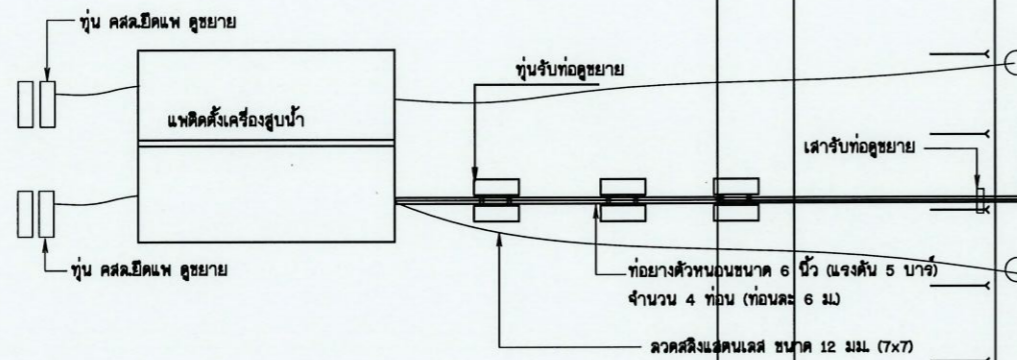 ทุ่น คสล.ยึดแพ ดูขยาย
ทุ่นรับท่อดูขยาย
แพติดตั้งเครื่องสูบน้ำ
เสารับท่อดูขยาย
ทุ่น คสล.ยึดแพ ดูขยาย
ท่อยางตัวหนอนขนาด 6 นิ้ว (แรงดัน 5 บาร์)
จำนวน 4 ท่อน (ท่อนละ 6 ม.)
ลวดสลิงแสตนเลส ขนาด 12 มม. (7x7)